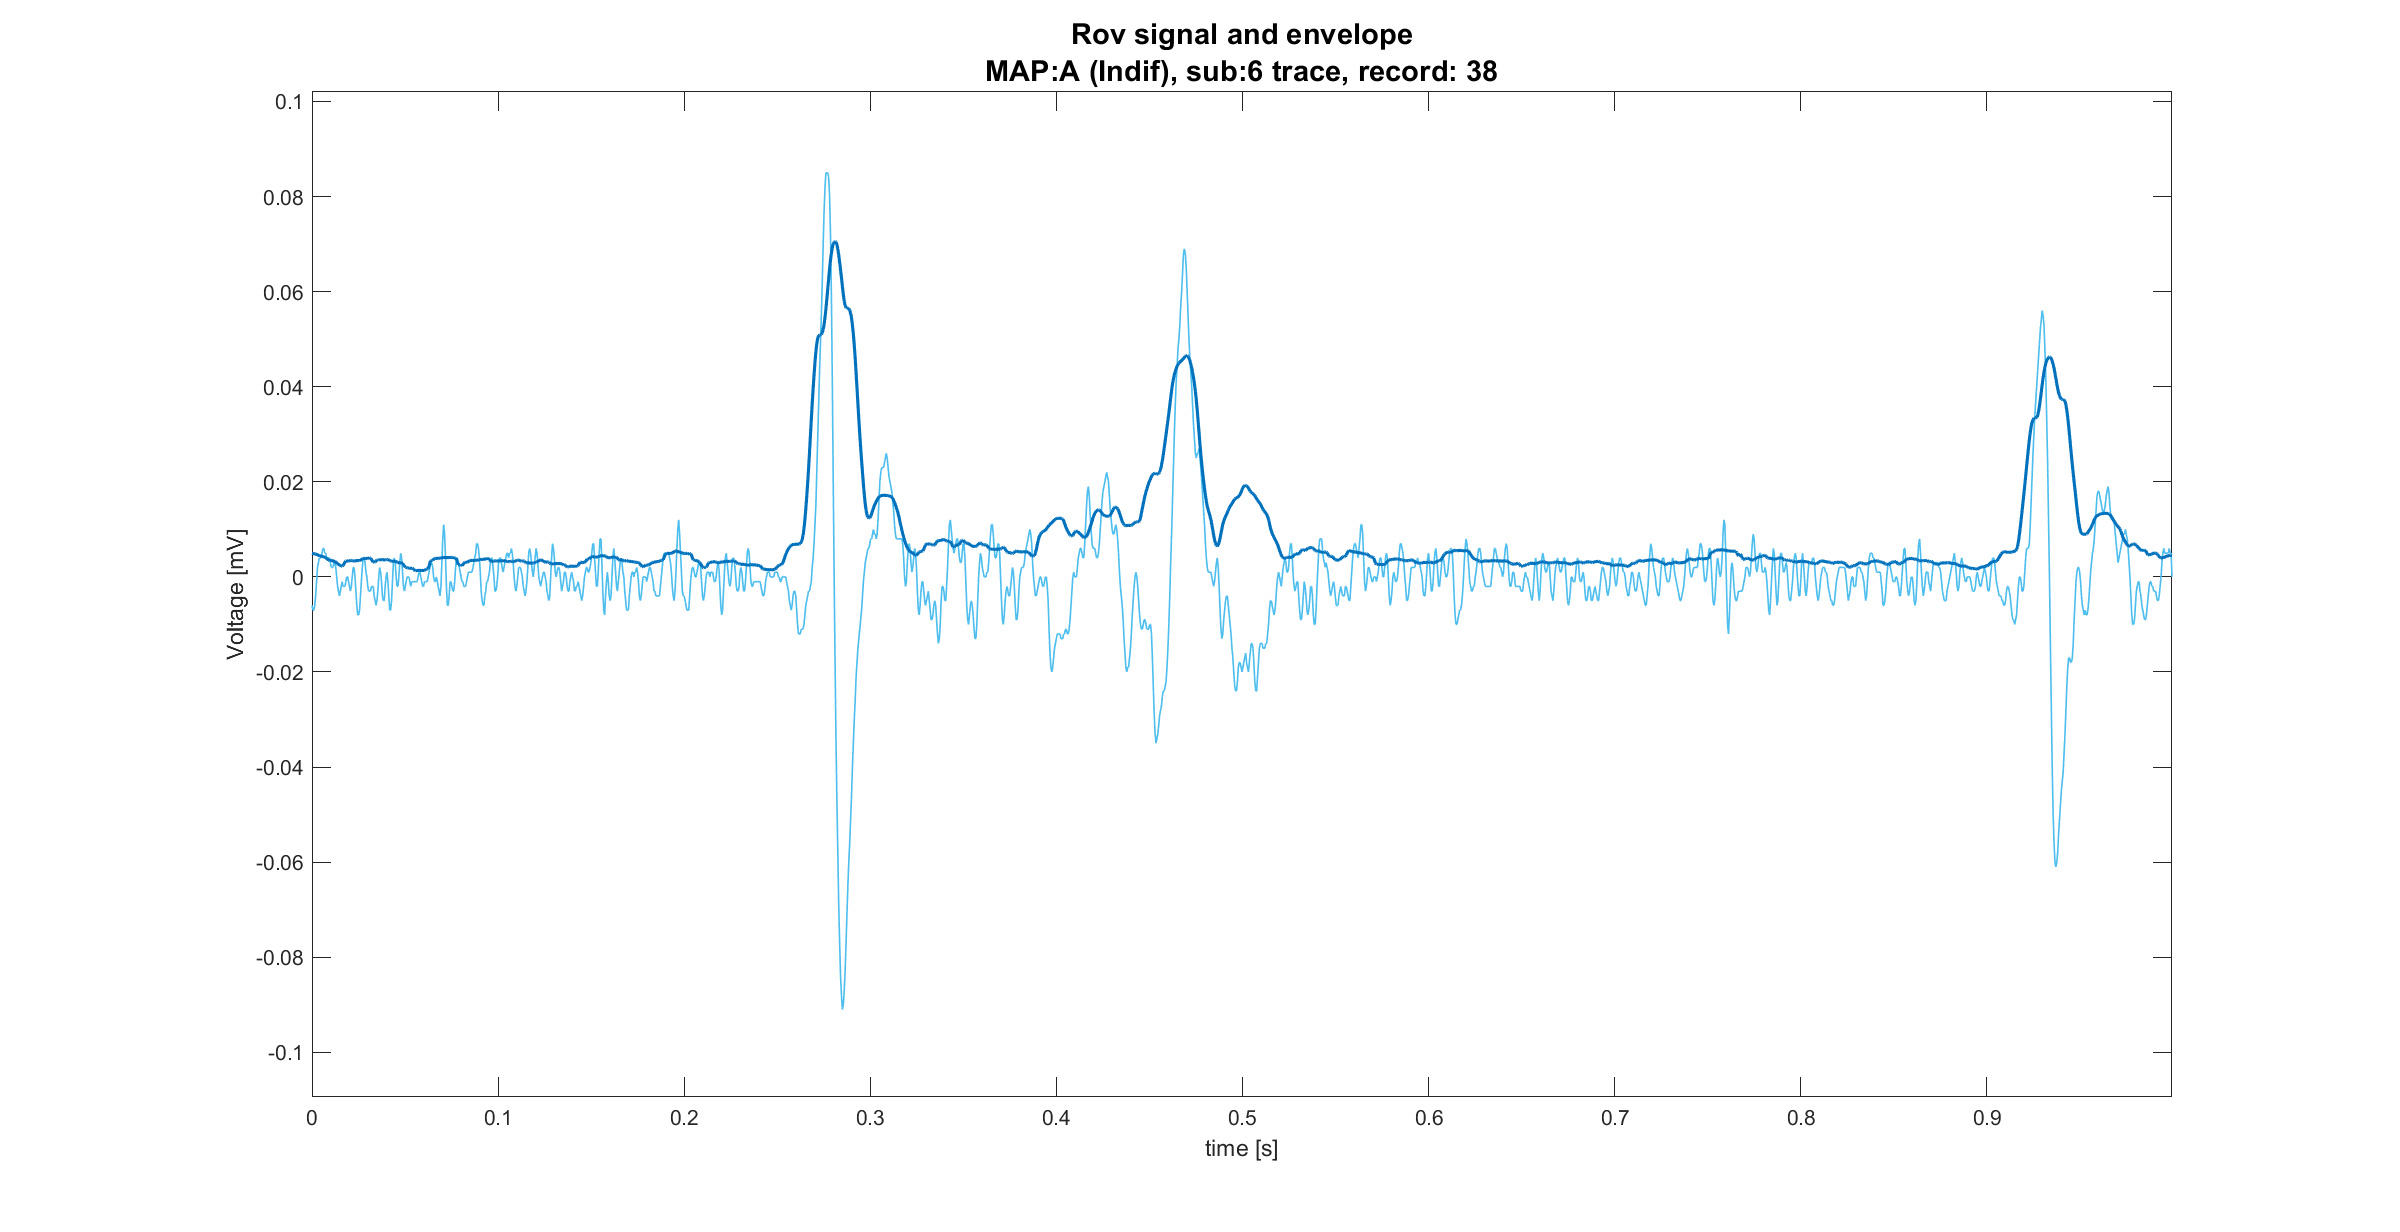 Rov signal and envelope
MAP:A (Indif), sub:6 trace, record: 38
Voltage [mV]
0.1
0.08
0.06
0.04
0.02
0
-0.02
-0.04
-0.06
-0.08
-0.1
0 0.1 0.2 0.3 0.4 0.5 0.6 0.7 0.8 0.9
time [s]